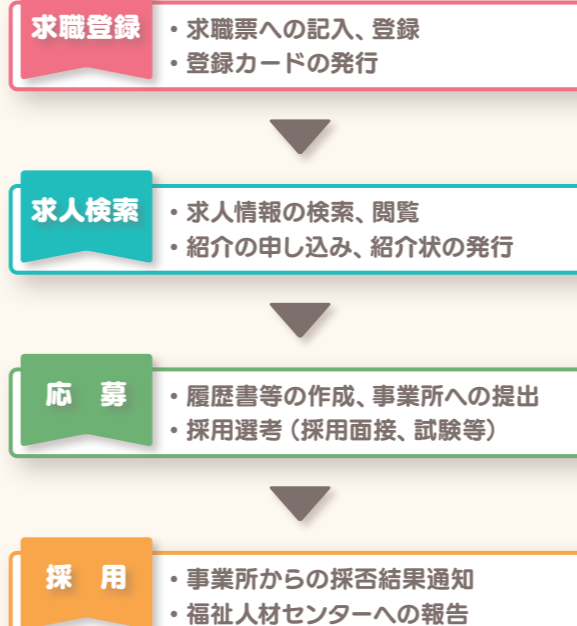 求職登録
・求職票への記入、登録
・登録カードの発行
求人検索
・求人情報の検索、閲覧
・紹介の申し込み、紹介状の発行
応　募
・履歴書等の作成、事業所への提出
・採用選考（採用面接、試験等）
採　用
・事業所からの採否結果通知
・福祉人材センターへの報告